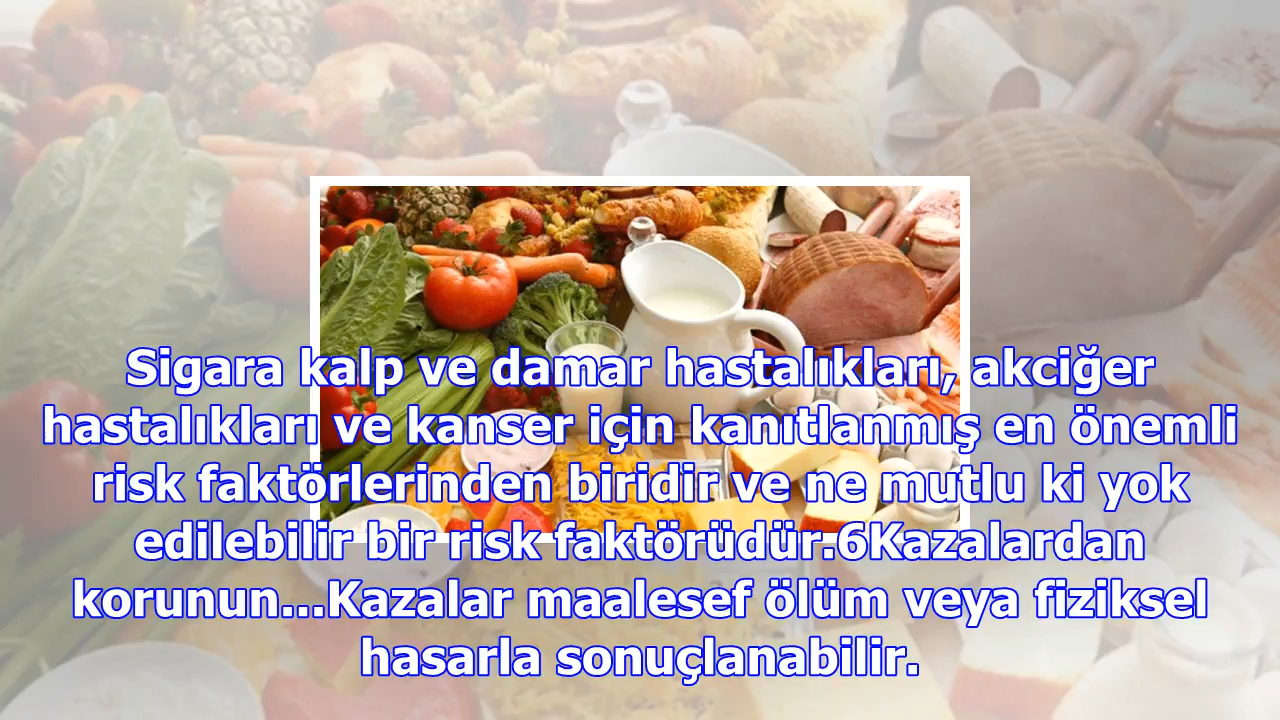 Sigara kalp ve damar hastalıkları, akciğer
hastalıkları ve kanser için kanıtlanmış en önemli
risk faktörlerinden biridir ve ne mutlu ki yok
edilebilir bir risk faktörüdür.6Kazalardan
korunun...Kazalar maalesef ölüm veya fiziksel
hasarla sonuçlanabilir.